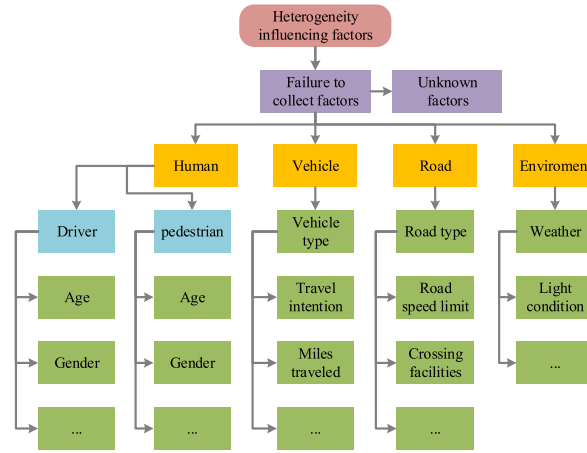 Heterogeneity
influencing factors
Failure to
collect factors
Unknown
factors
Human
Vehicle
Road
Enviromen
Driver
pedestrian
Vehicle
type
Road type
Weather
Age
Age
Travel
intention
Road
speed limit
Light
condition
Gender
Gender
Miles
traveled
Crossing
facilities
...
...
...
...
...